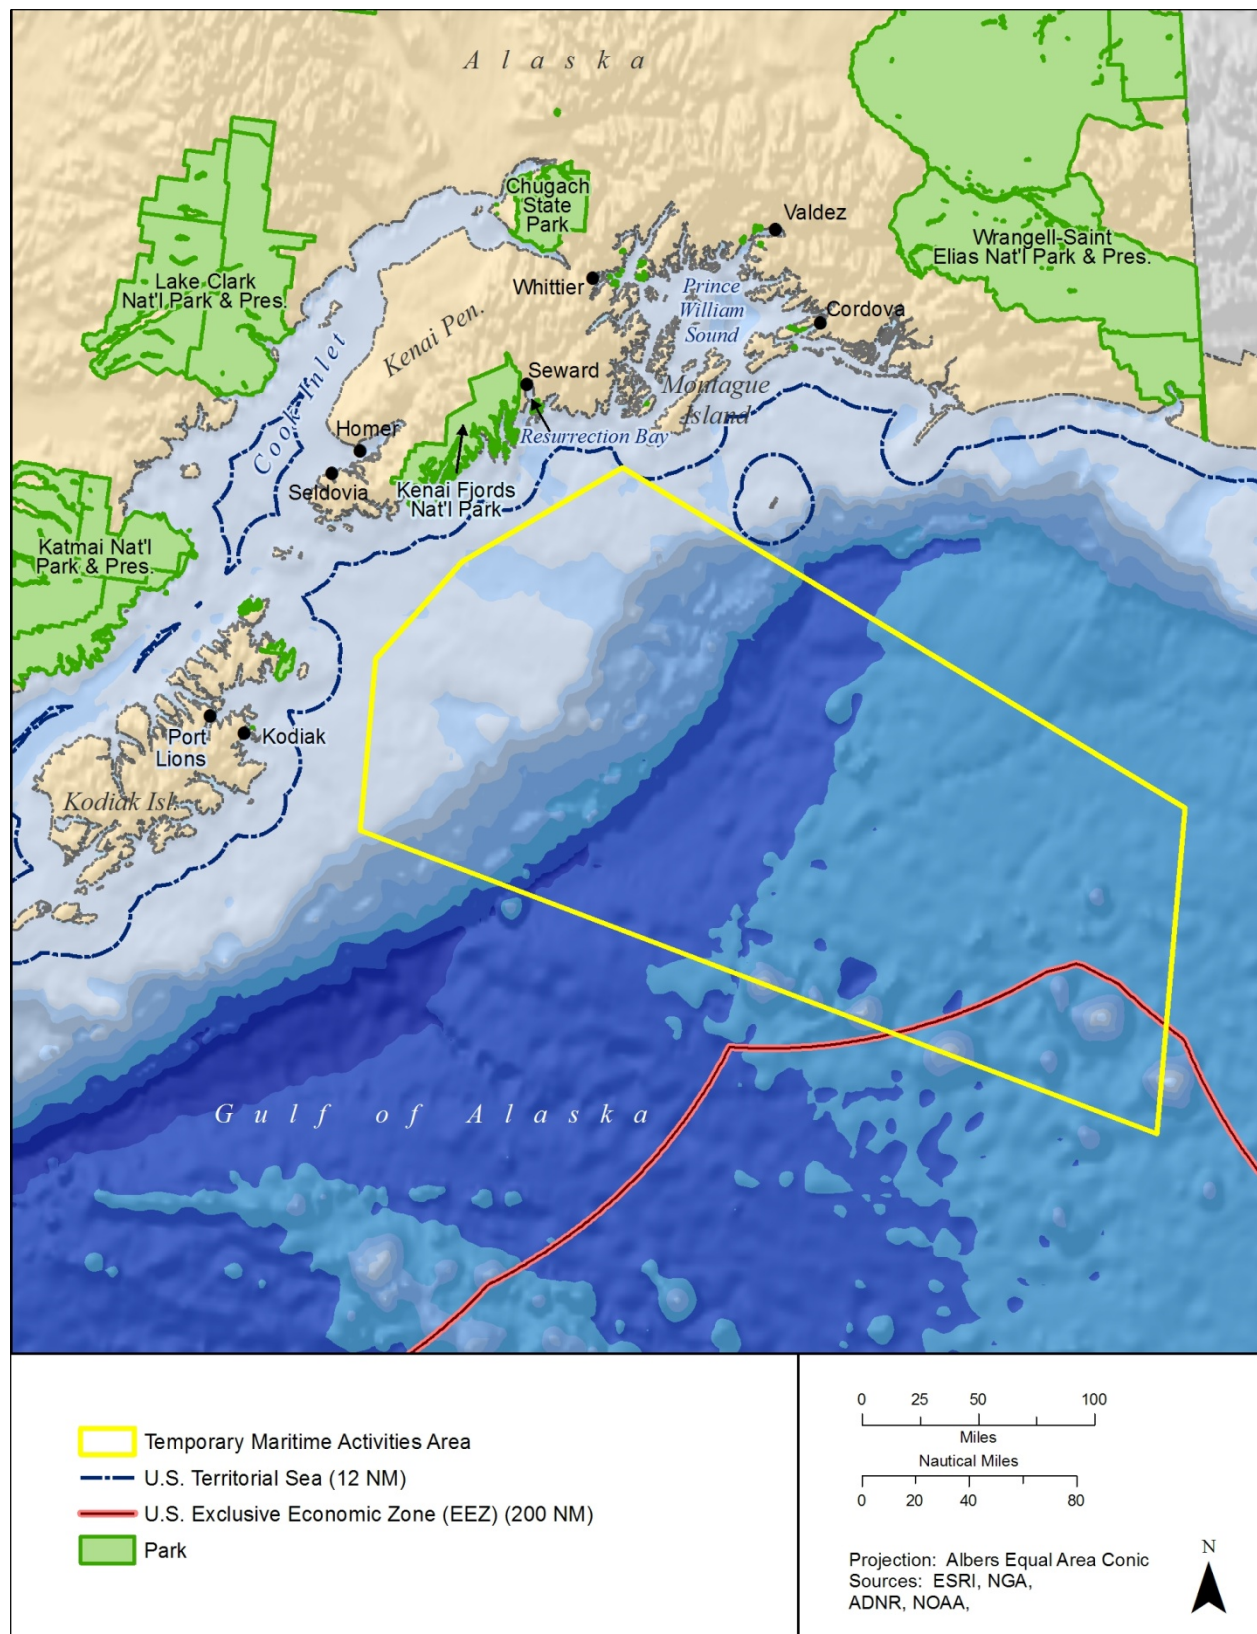 Alaska
Chugach
State
Park
Valdez
Wrangell-Saint
Elias Nat'l Park & Pres.
Lake Clark
Nat'l Park & Pres.
Whittier
Prince
William
Sound
Cordova
Kenai Pen.
Cook Inlet
Seward
Montague
Island
Resurrection Bay
Homer
Seldovia
Kenai Fjords
Nat'l Park
Katmai Nat'l
Park & Pres.
Port
Lions
Kodiak
Kodiak Isl.
Gulf of Alaska
Temporary Maritime Activities Area
U.S. Territorial Sea (12 NM)
U.S. Exclusive Economic Zone (EEZ) (200 NM)
Park
0 25 50 100
Miles
Nautical Miles
0 20 40 80
Projection: Albers Equal Area Conic
Sources: ESRI, NGA,
ADNR, NOAA,
N